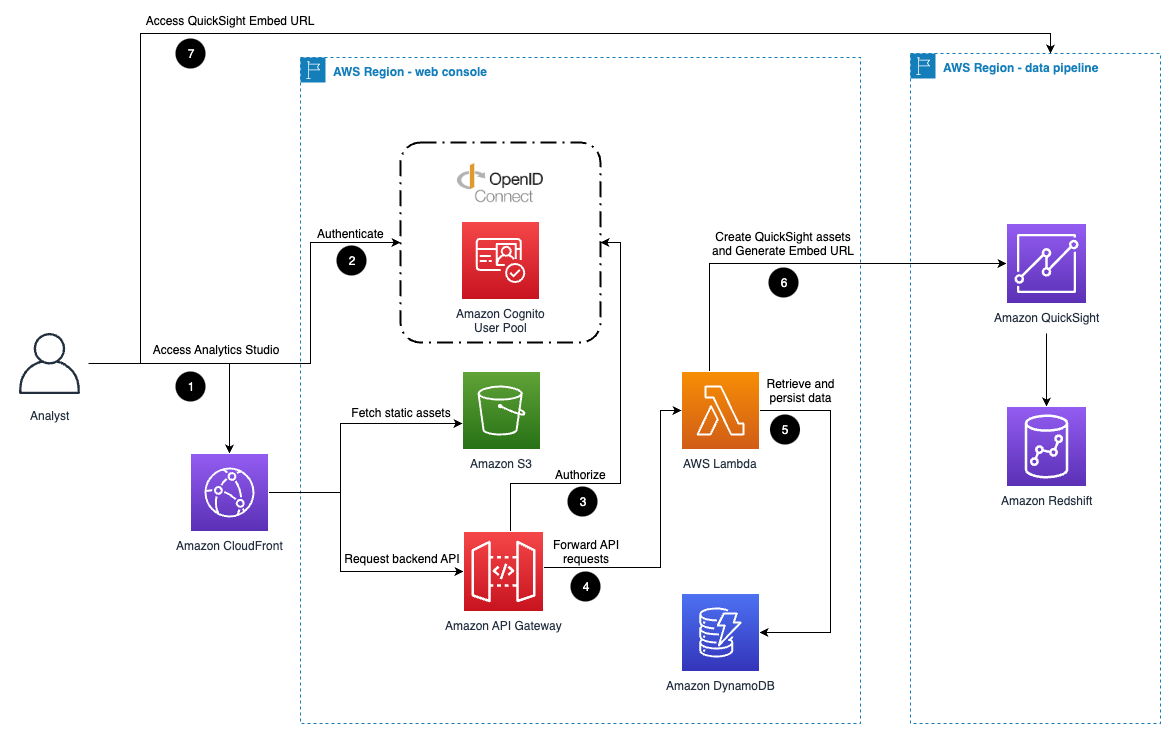 Access QuickSight Embed URL
7
AWS Region - web console
AWS Region - data pipeline
OpenID
Connect
Authenticate
2
Amazon Cognito
User Pool
Create QuickSight assets
and Generate Embed URL
6
Amazon QuickSight
Access Analytics Studio
1
Analyst
Fetch static assets
Amazon S3
Retrieve and
persist data
5
AWS Lambda
Authorize
3
Amazon Redshift
Amazon CloudFront
Request backend API
</>
Forward API
requests
4
Amazon API Gateway
Amazon DynamoDB